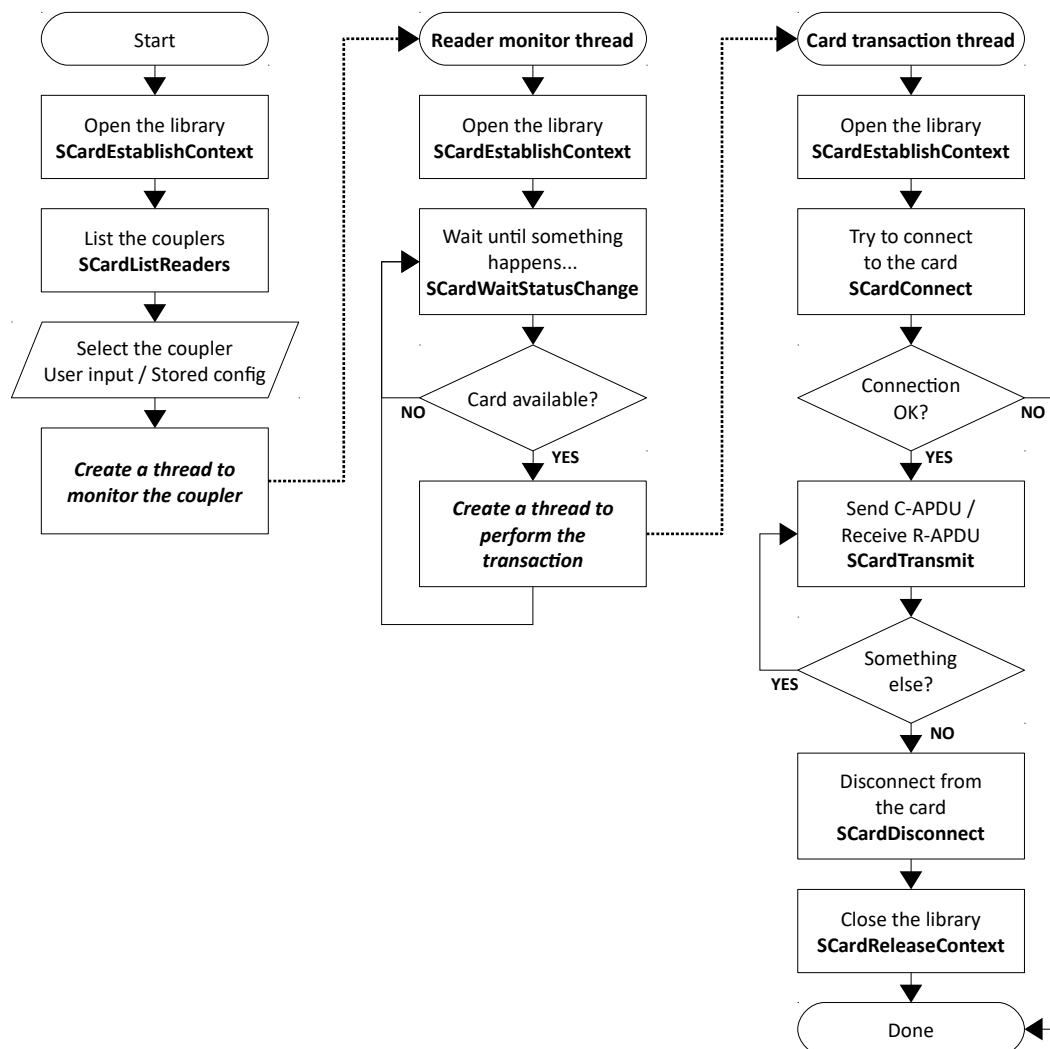 Start
Open the library
SCardEstablishContext
List the couplers
SCardListReaders
Select the coupler
User input / Stored config
Create a thread to
monitor the coupler
Reader monitor thread
Open the library
SCardEstablishContext
Wait until something
happens...
SCardWaitStatusChange
Card available?
NO
YES
Create a thread to
perform the
transaction
Card transaction thread
Open the library
SCardEstablishContext
Try to connect
to the card
SCardConnect
Connection
OK?
NO
YES
Send C-APDU /
Receive R-APDU
SCardTransmit
Something
else?
YES
NO
Disconnect from
the card
SCardDisconnect
Close the library
SCardReleaseContext
Done